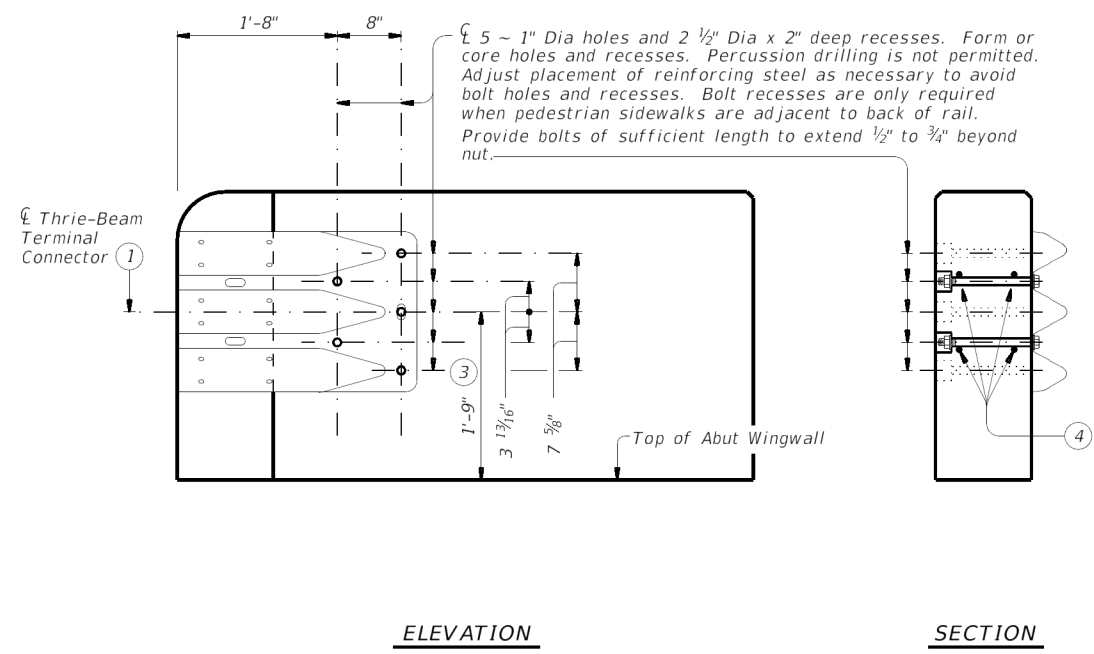 1'-8"
8"
℄ 5 ~ 1" Dia holes and 2 ½" Dia x 2" deep recesses. Form or
core holes and recesses. Percussion drilling is not permitted.
Adjust placement of reinforcing steel as necessary to avoid
bolt holes and recesses. Bolt recesses are only required
when pedestrian sidewalks are adjacent to back of rail.
Provide bolts of sufficient length to extend ½" to ¾" beyond
nut.
℄ Thrie-Beam
Terminal
Connector 1
3
1'-9"
3 13/16"
7 5/8"
Top of Abut Wingwall
4
ELEVATION
SECTION